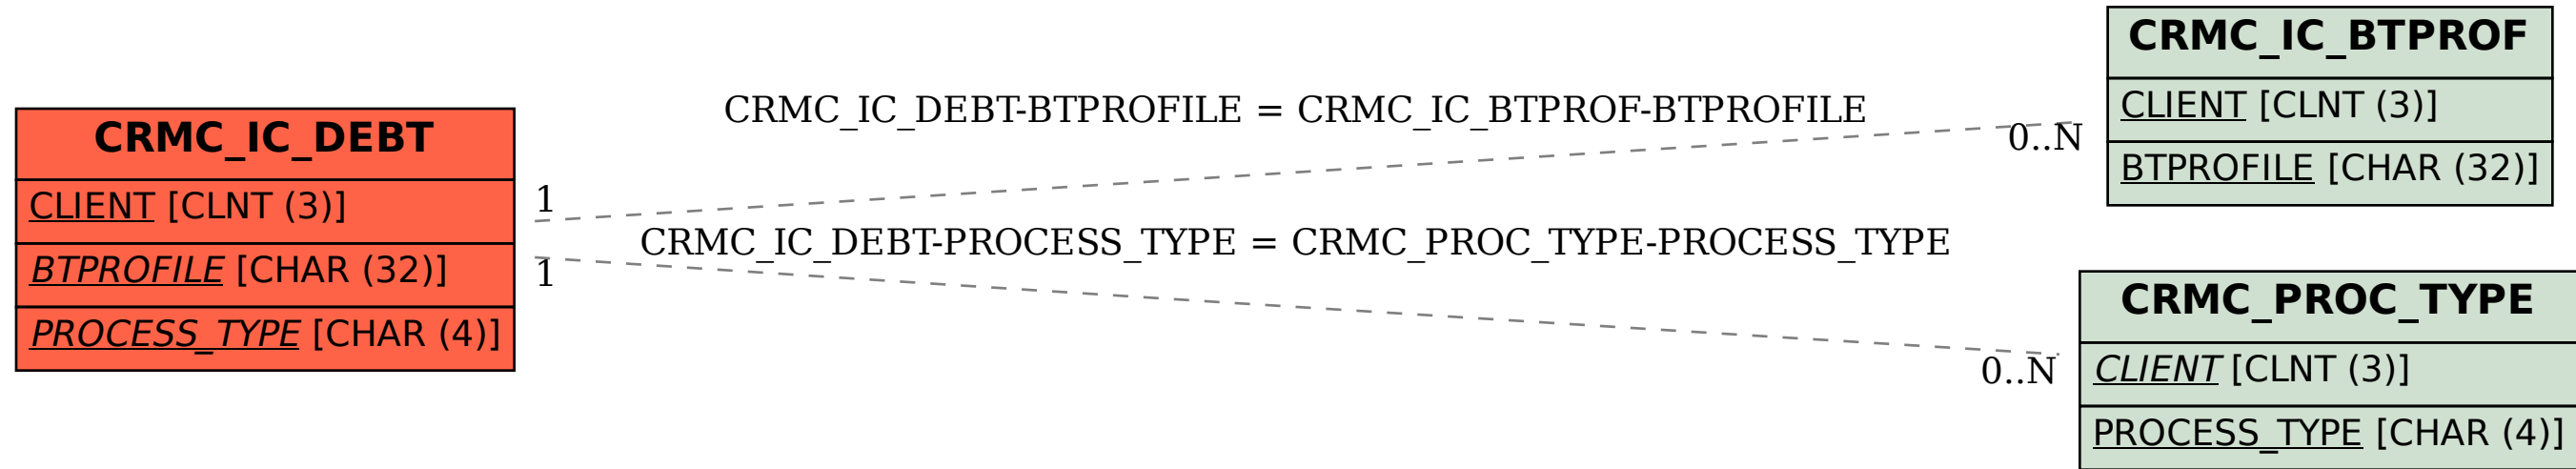 CRMC_IC_DEBT
CLIENT [CLNT (3)]
BTPROFILE [CHAR (32)]
PROCESS_TYPE [CHAR (4)]
CRMC_IC_DEBT-BTPROFILE = CRMC_IC_BTPROF-BTPROFILE
1
0..N
CRMC_IC_DEBT-PROCESS_TYPE = CRMC_PROC_TYPE-PROCESS_TYPE
1
0..N
CRMC_IC_BTPROF
CLIENT [CLNT (3)]
BTPROFILE [CHAR (32)]
CRMC_PROC_TYPE
CLIENT [CLNT (3)]
PROCESS_TYPE [CHAR (4)]